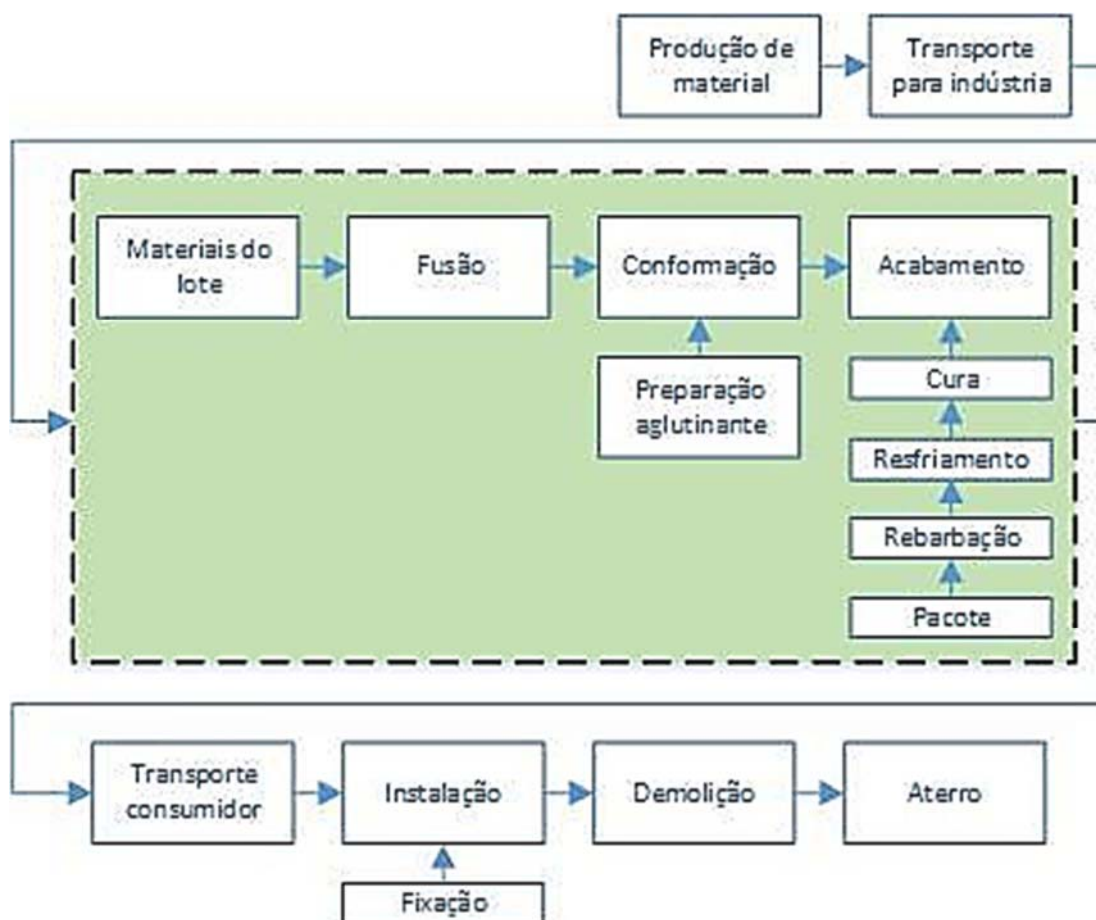 Produção de
material
Transporte
para indústria
Materiais do
lote
Fusão
Conformação
Acabamento
Preparação
aglutinante
Cura
Resfriamento
Rebarbação
Pacote
Transporte
consumidor
Instalação
Demolição
Aterro
Fixação